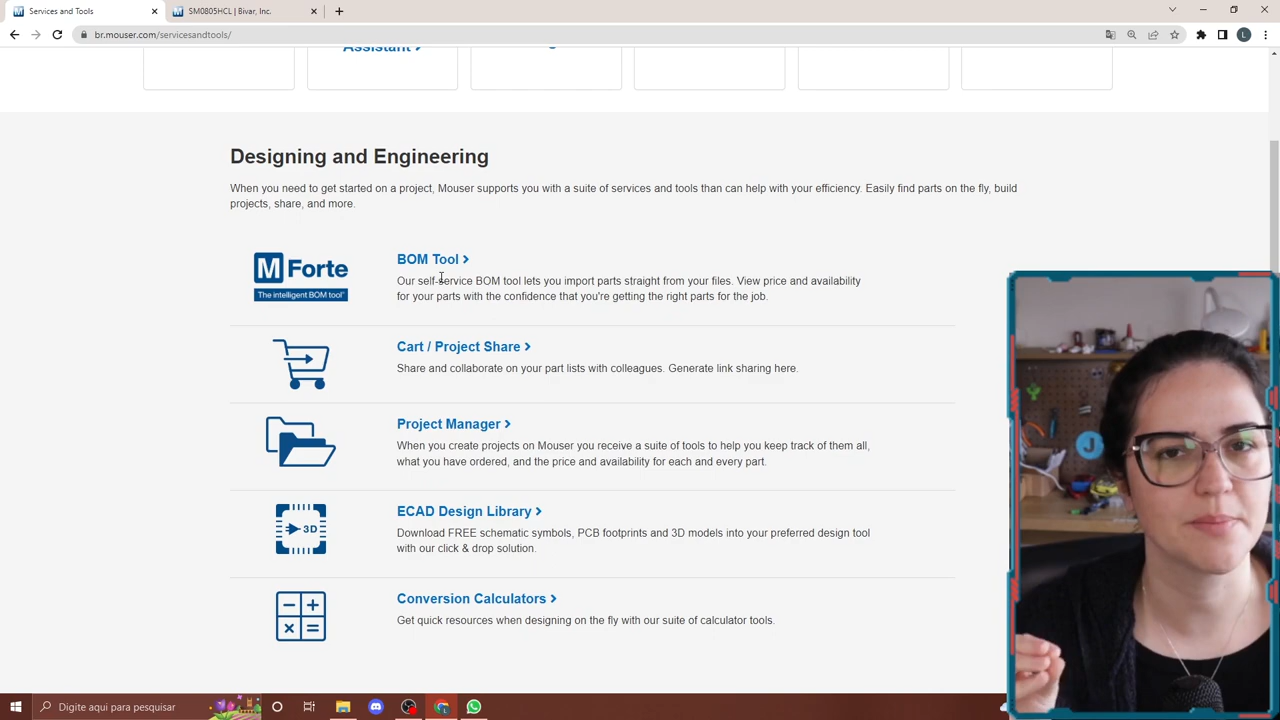 Services and Tools
SM0805HCL | Bivar, Inc.
br.mouser.com/servicesandtools/
L
Assistant
Designing and Engineering
When you need to get started on a project, Mouser supports you with a suite of services and tools than can help with your efficiency. Easily find parts on the fly, build
projects, share, and more.
M Forte
The intelligent BOM tool
BOM Tool
Our self-service BOM tool lets you import parts straight from your files. View price and availability
for your parts with the confidence that you're getting the right parts for the job.
Cart / Project Share
Share and collaborate on your part lists with colleagues. Generate link sharing here.
Project Manager
When you create projects on Mouser you receive a suite of tools to help you keep track of them all,
what you have ordered, and the price and availability for each and every part.
3D
ECAD Design Library
Download FREE schematic symbols, PCB footprints and 3D models into your preferred design tool
with our click & drop solution.
Conversion Calculators
Get quick resources when designing on the fly with our suite of calculator tools.
Digite aqui para pesquisar